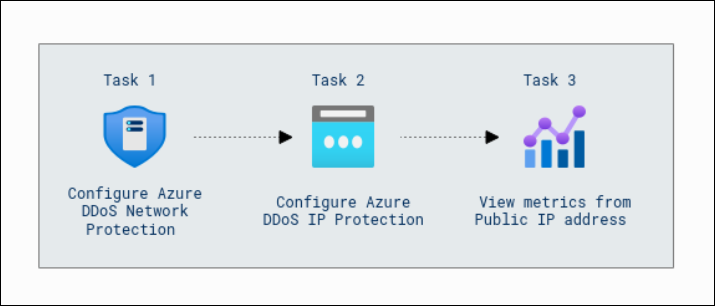 Task 1
Task 2
Task 3
Configure Azure
DDoS Network
Protection
Configure Azure
DDoS IP Protection
View metrics from
Public IP address